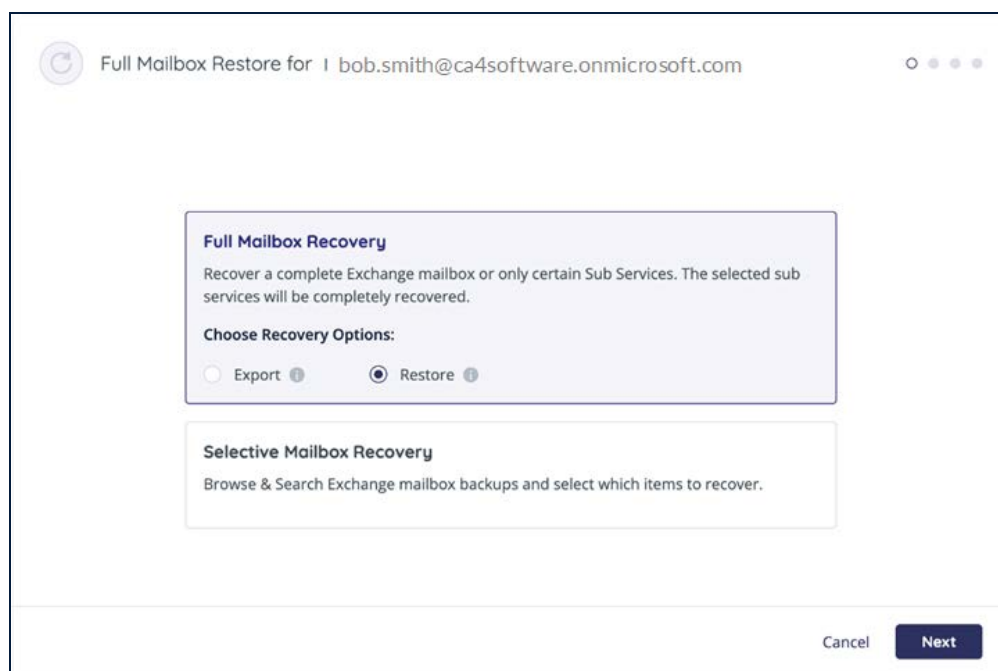 Full Mailbox Restore for | bob.smith@ca4software.onmicrosoft.com
Full Mailbox Recovery
Recover a complete Exchange mailbox or only certain Sub Services. The selected sub
services will be completely recovered.
Choose Recovery Options:
Export Restore
Selective Mailbox Recovery
Browse & Search Exchange mailbox backups and select which items to recover.
Cancel Next